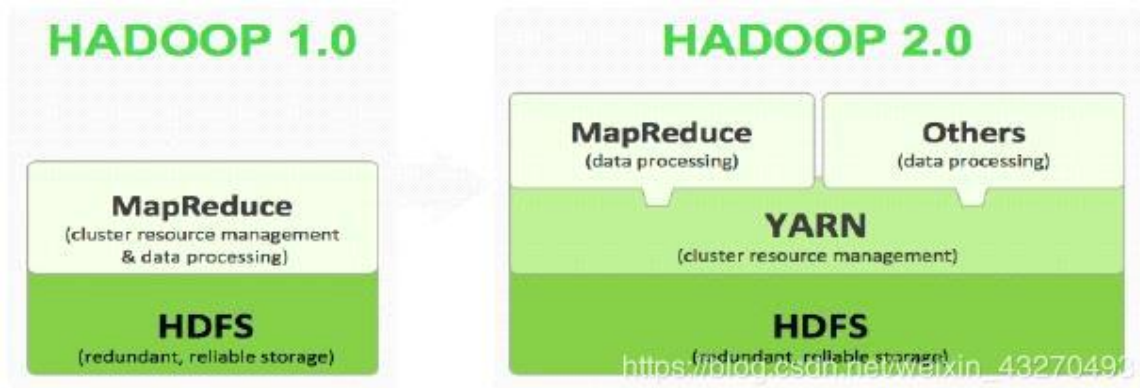 HADOOP 1.0
MapReduce
(cluster resource management
& data processing)
HDFS
(redundant, reliable storage)
HADOOP 2.0
MapReduce
(data processing)
Others
(data processing)
YARN
(cluster resource management)
HDFS
(redundant, reliable storage)
https://blog.csdn.net/weixin_43270493